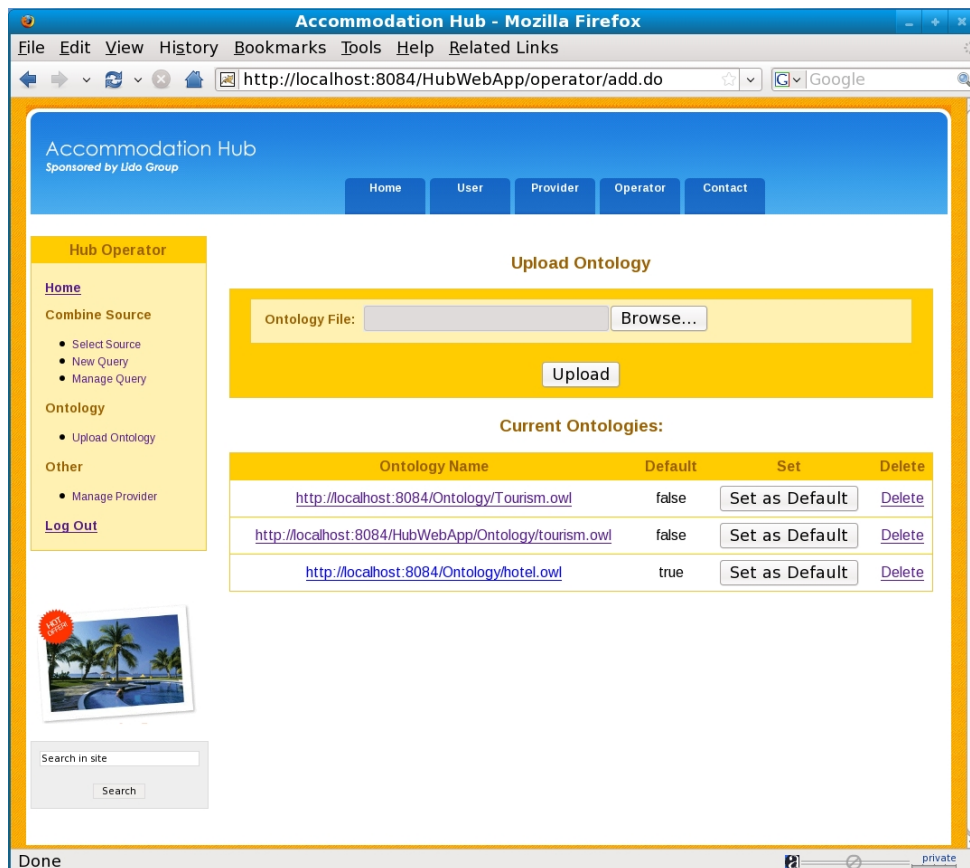 Accommodation Hub - Mozilla Firefox
File Edit View History Bookmarks Tools Help Related Links
http://localhost:8084/HubWebApp/operator/add.do
G Google
Accommodation Hub
Sponsored by Lido Group
Home User Provider Operator Contact
Hub Operator
Home
Combine Source
Select Source
New Query
Manage Query
Ontology
Upload Ontology
Other
Manage Provider
Log Out
HOT OFFER!
Search in site
Search
Upload Ontology
Ontology File: Browse...
Upload
Current Ontologies:
Ontology Name Default Set Delete
http://localhost:8084/Ontology/Tourism.owl false Set as Default Delete
http://localhost:8084/HubWebApp/Ontology/tourism.owl false Set as Default Delete
http://localhost:8084/Ontology/hotel.owl true Set as Default Delete
Done
private